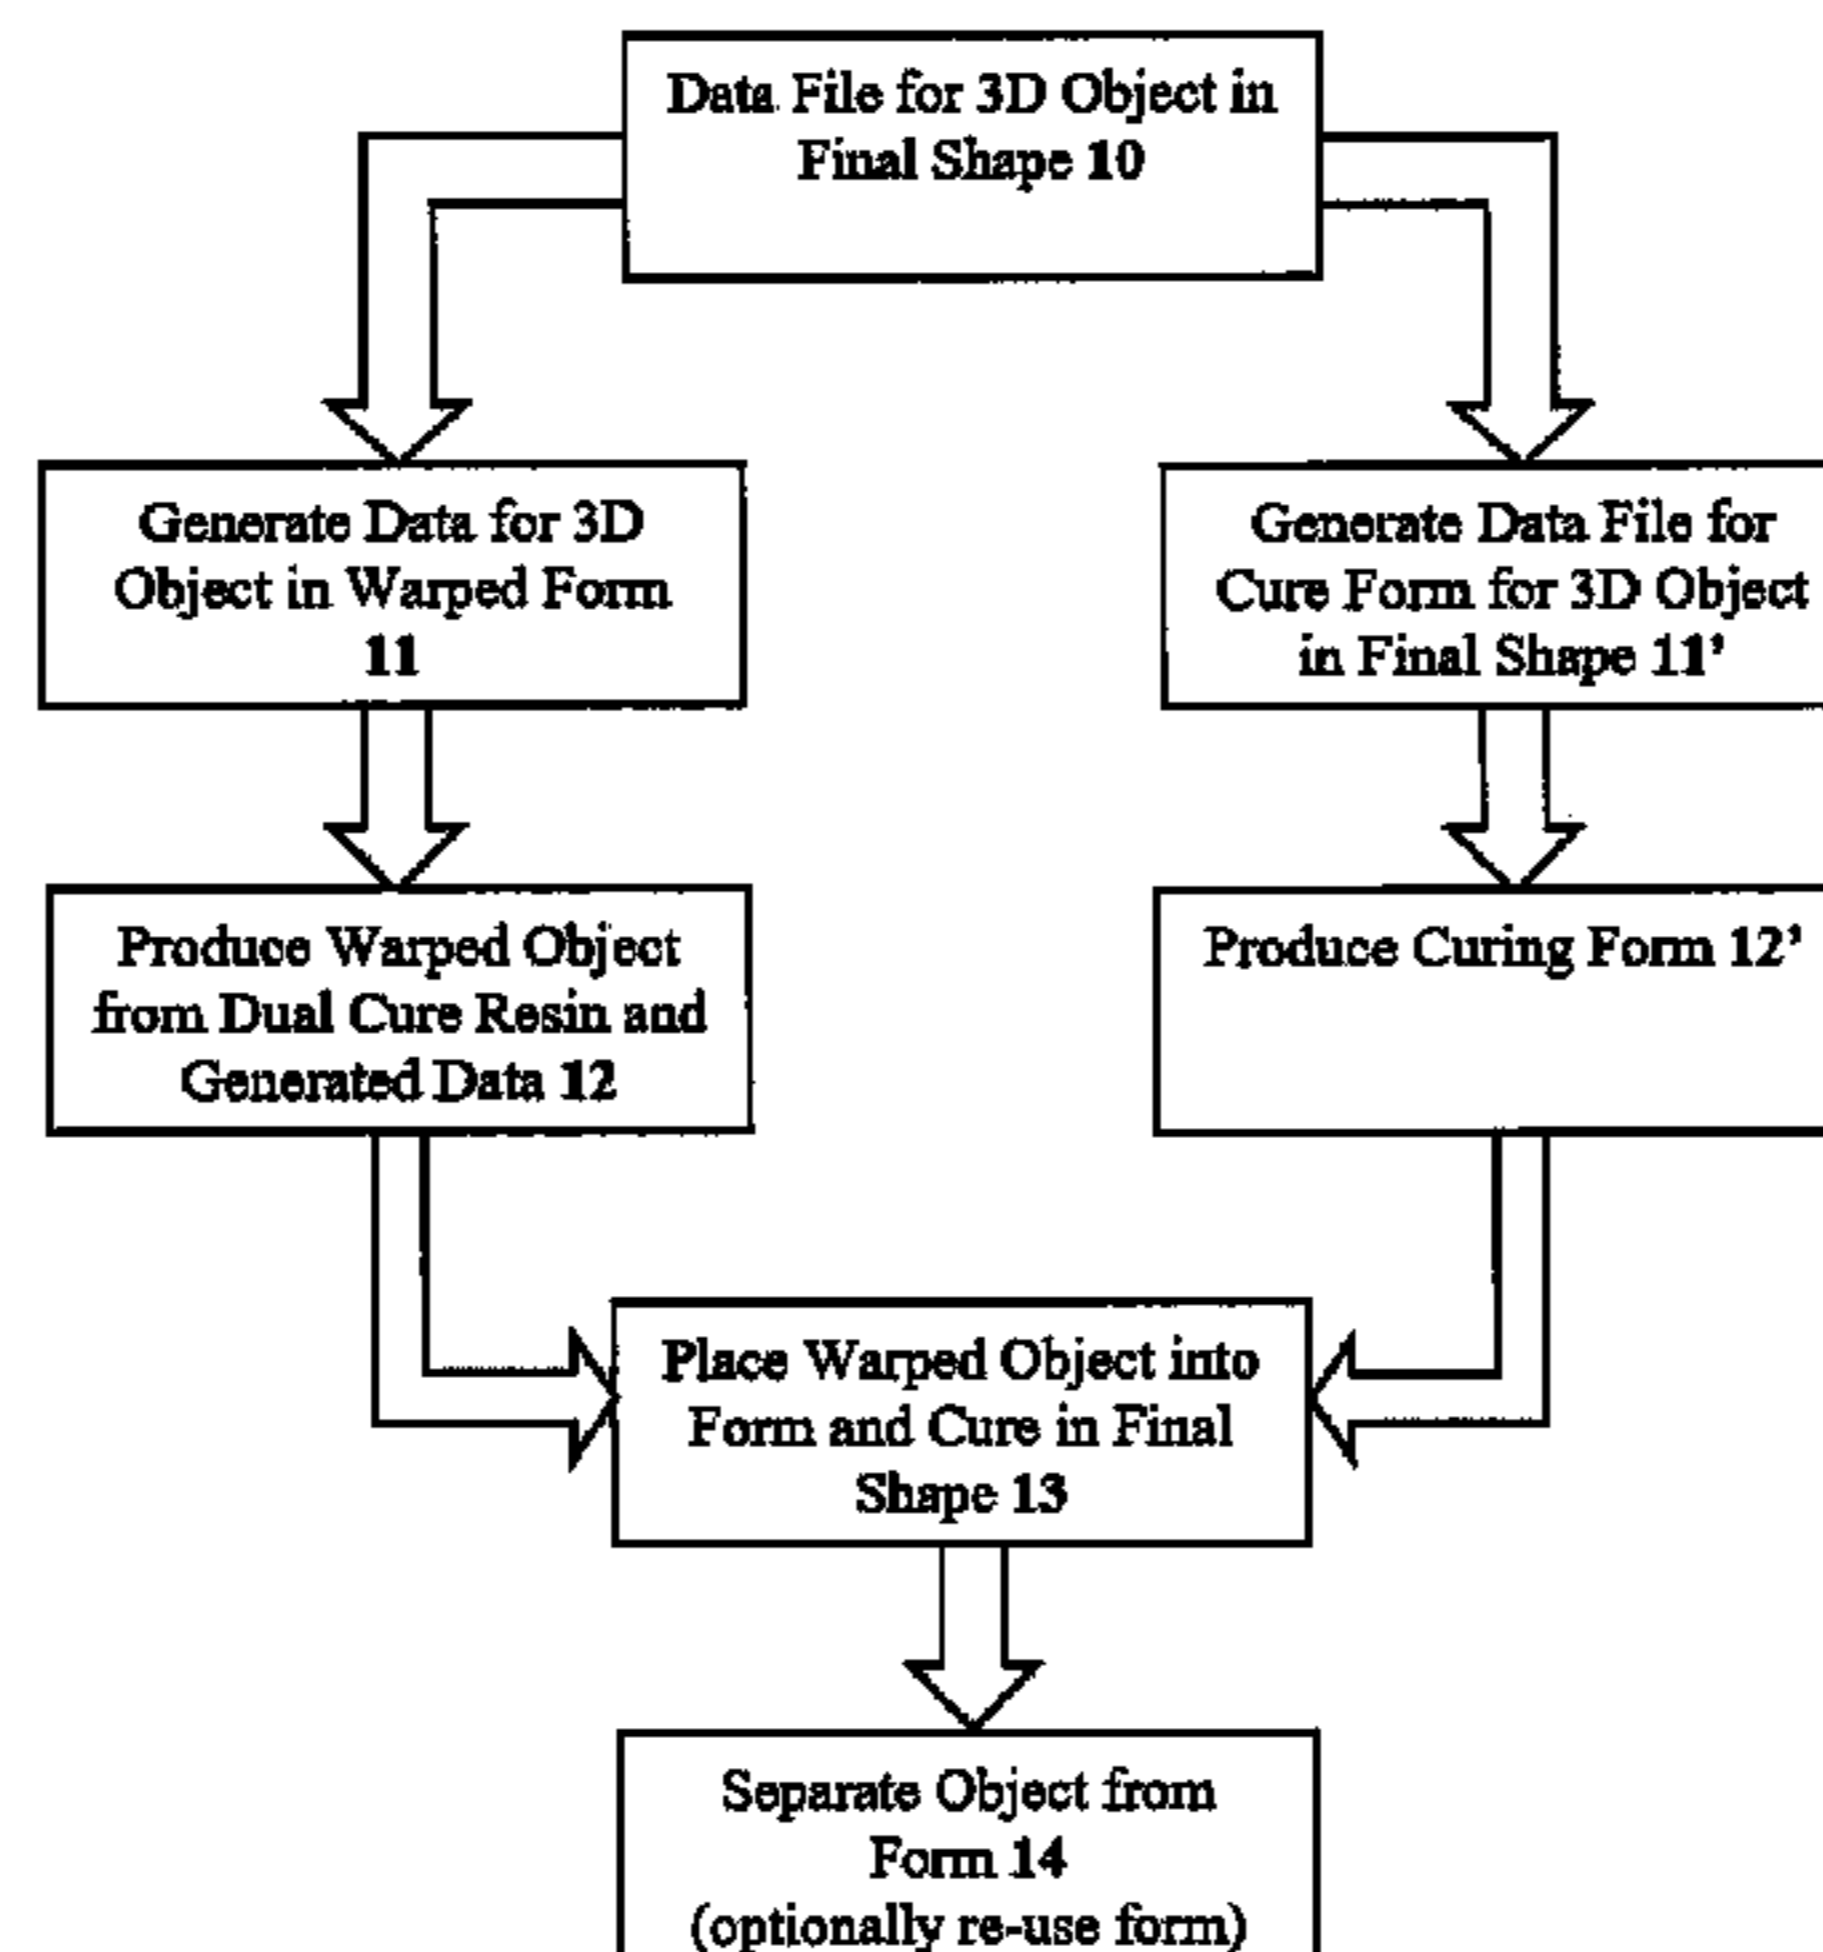 Data File for 3D Object in
Final Shape 10
Generate Data for 3D
Object in Warped Form
11
Generate Data File for
Cure Form for 3D Object
in Final Shape 11’
Produce Warped Object
from Dual Cure Resin and
Generated Data 12
Produce Curing Form 12’
Place Warped Object into
Form and Cure in Final
Shape 13
Separate Object from
Form 14
(optionally re-use form)